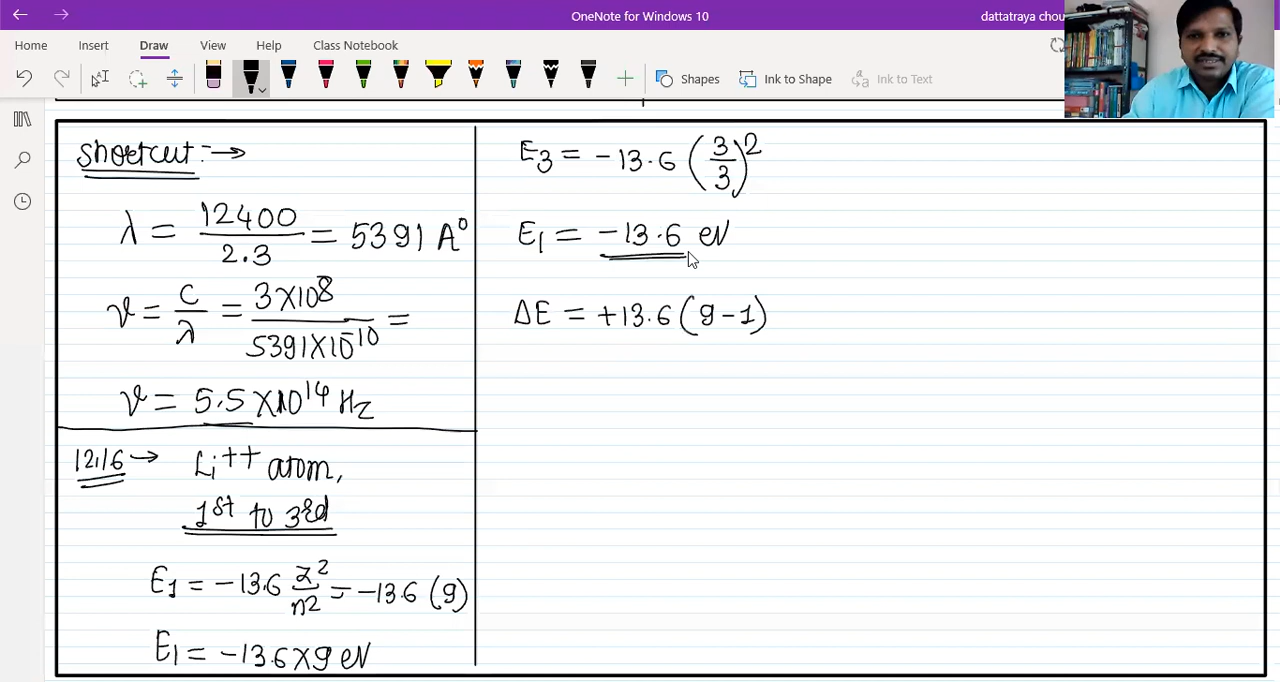 OneNote for Windows 10
dattatraya chou
Home Insert Draw View Help Class Notebook
Shapes Ink to Shape Ink to Text
Shortcut:→
λ = 12400/2.3 = 5391 A⁰
ν = C/λ = 3×10⁸/5391×10⁻¹⁰ =
ν = 5.5×10¹⁴ Hz
12.16 → Li⁺⁺ atom,
1st to 3rd
E₁ = -13.6 z²/n² = -13.6 (9)
E₁ = -13.6×9 eV
E₃ = -13.6 (3/3)²
E₁ = -13.6 eV
ΔE = +13.6 (9-1)